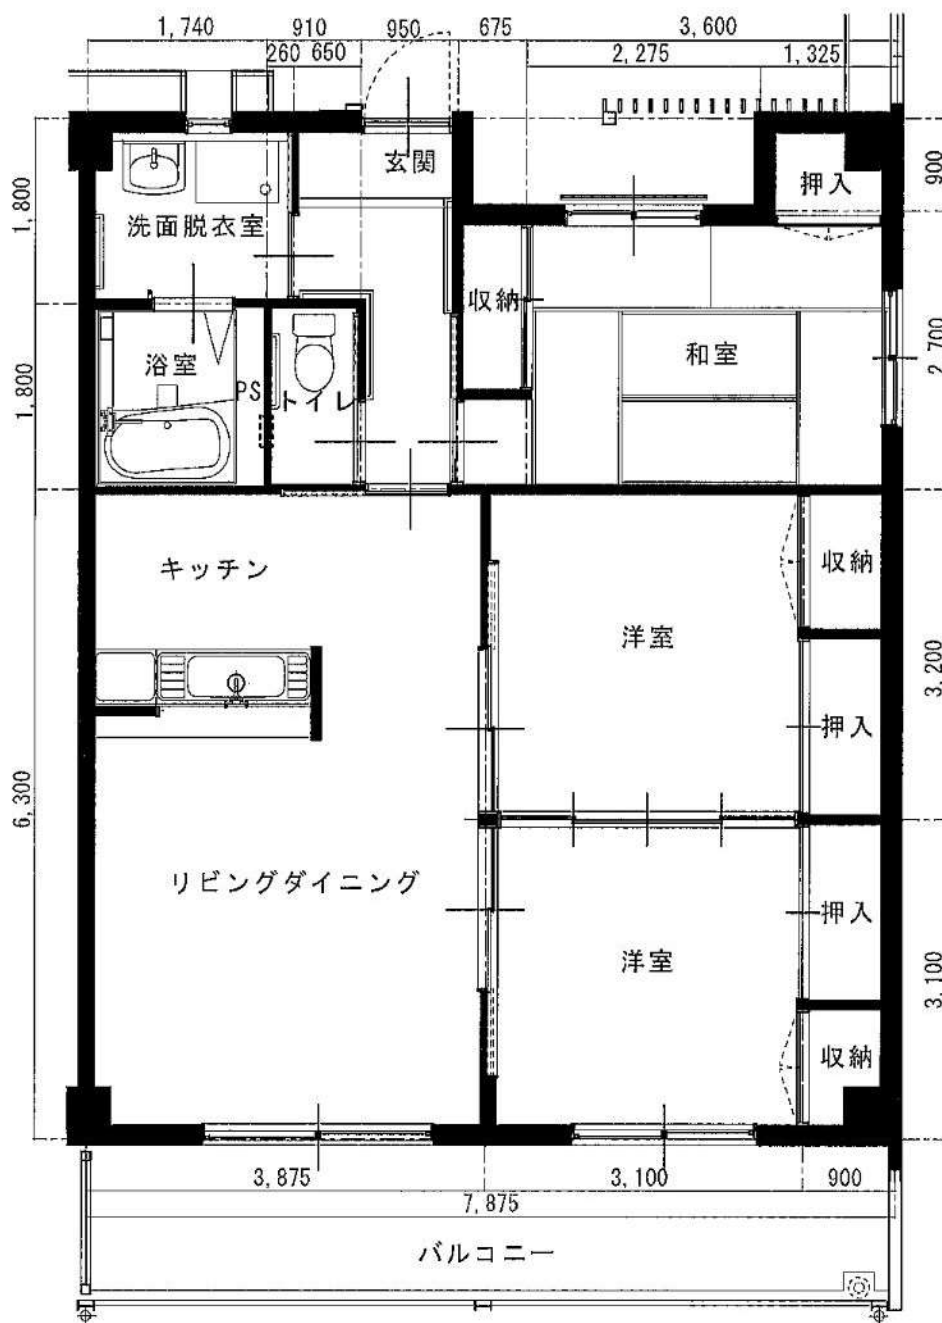 1,740 910 950 675 3,600
260 650 2,275 1,325
玄関
900
押入
1,800
洗面脱衣室
収納
2,700
和室
浴室
1,800
PS
トイレ
キッチン
収納
洋室
3,200
押入
6,300
リビングダイニング
押入
洋室
3,100
収納
3,875 3,100 900
7,875
バルコニー